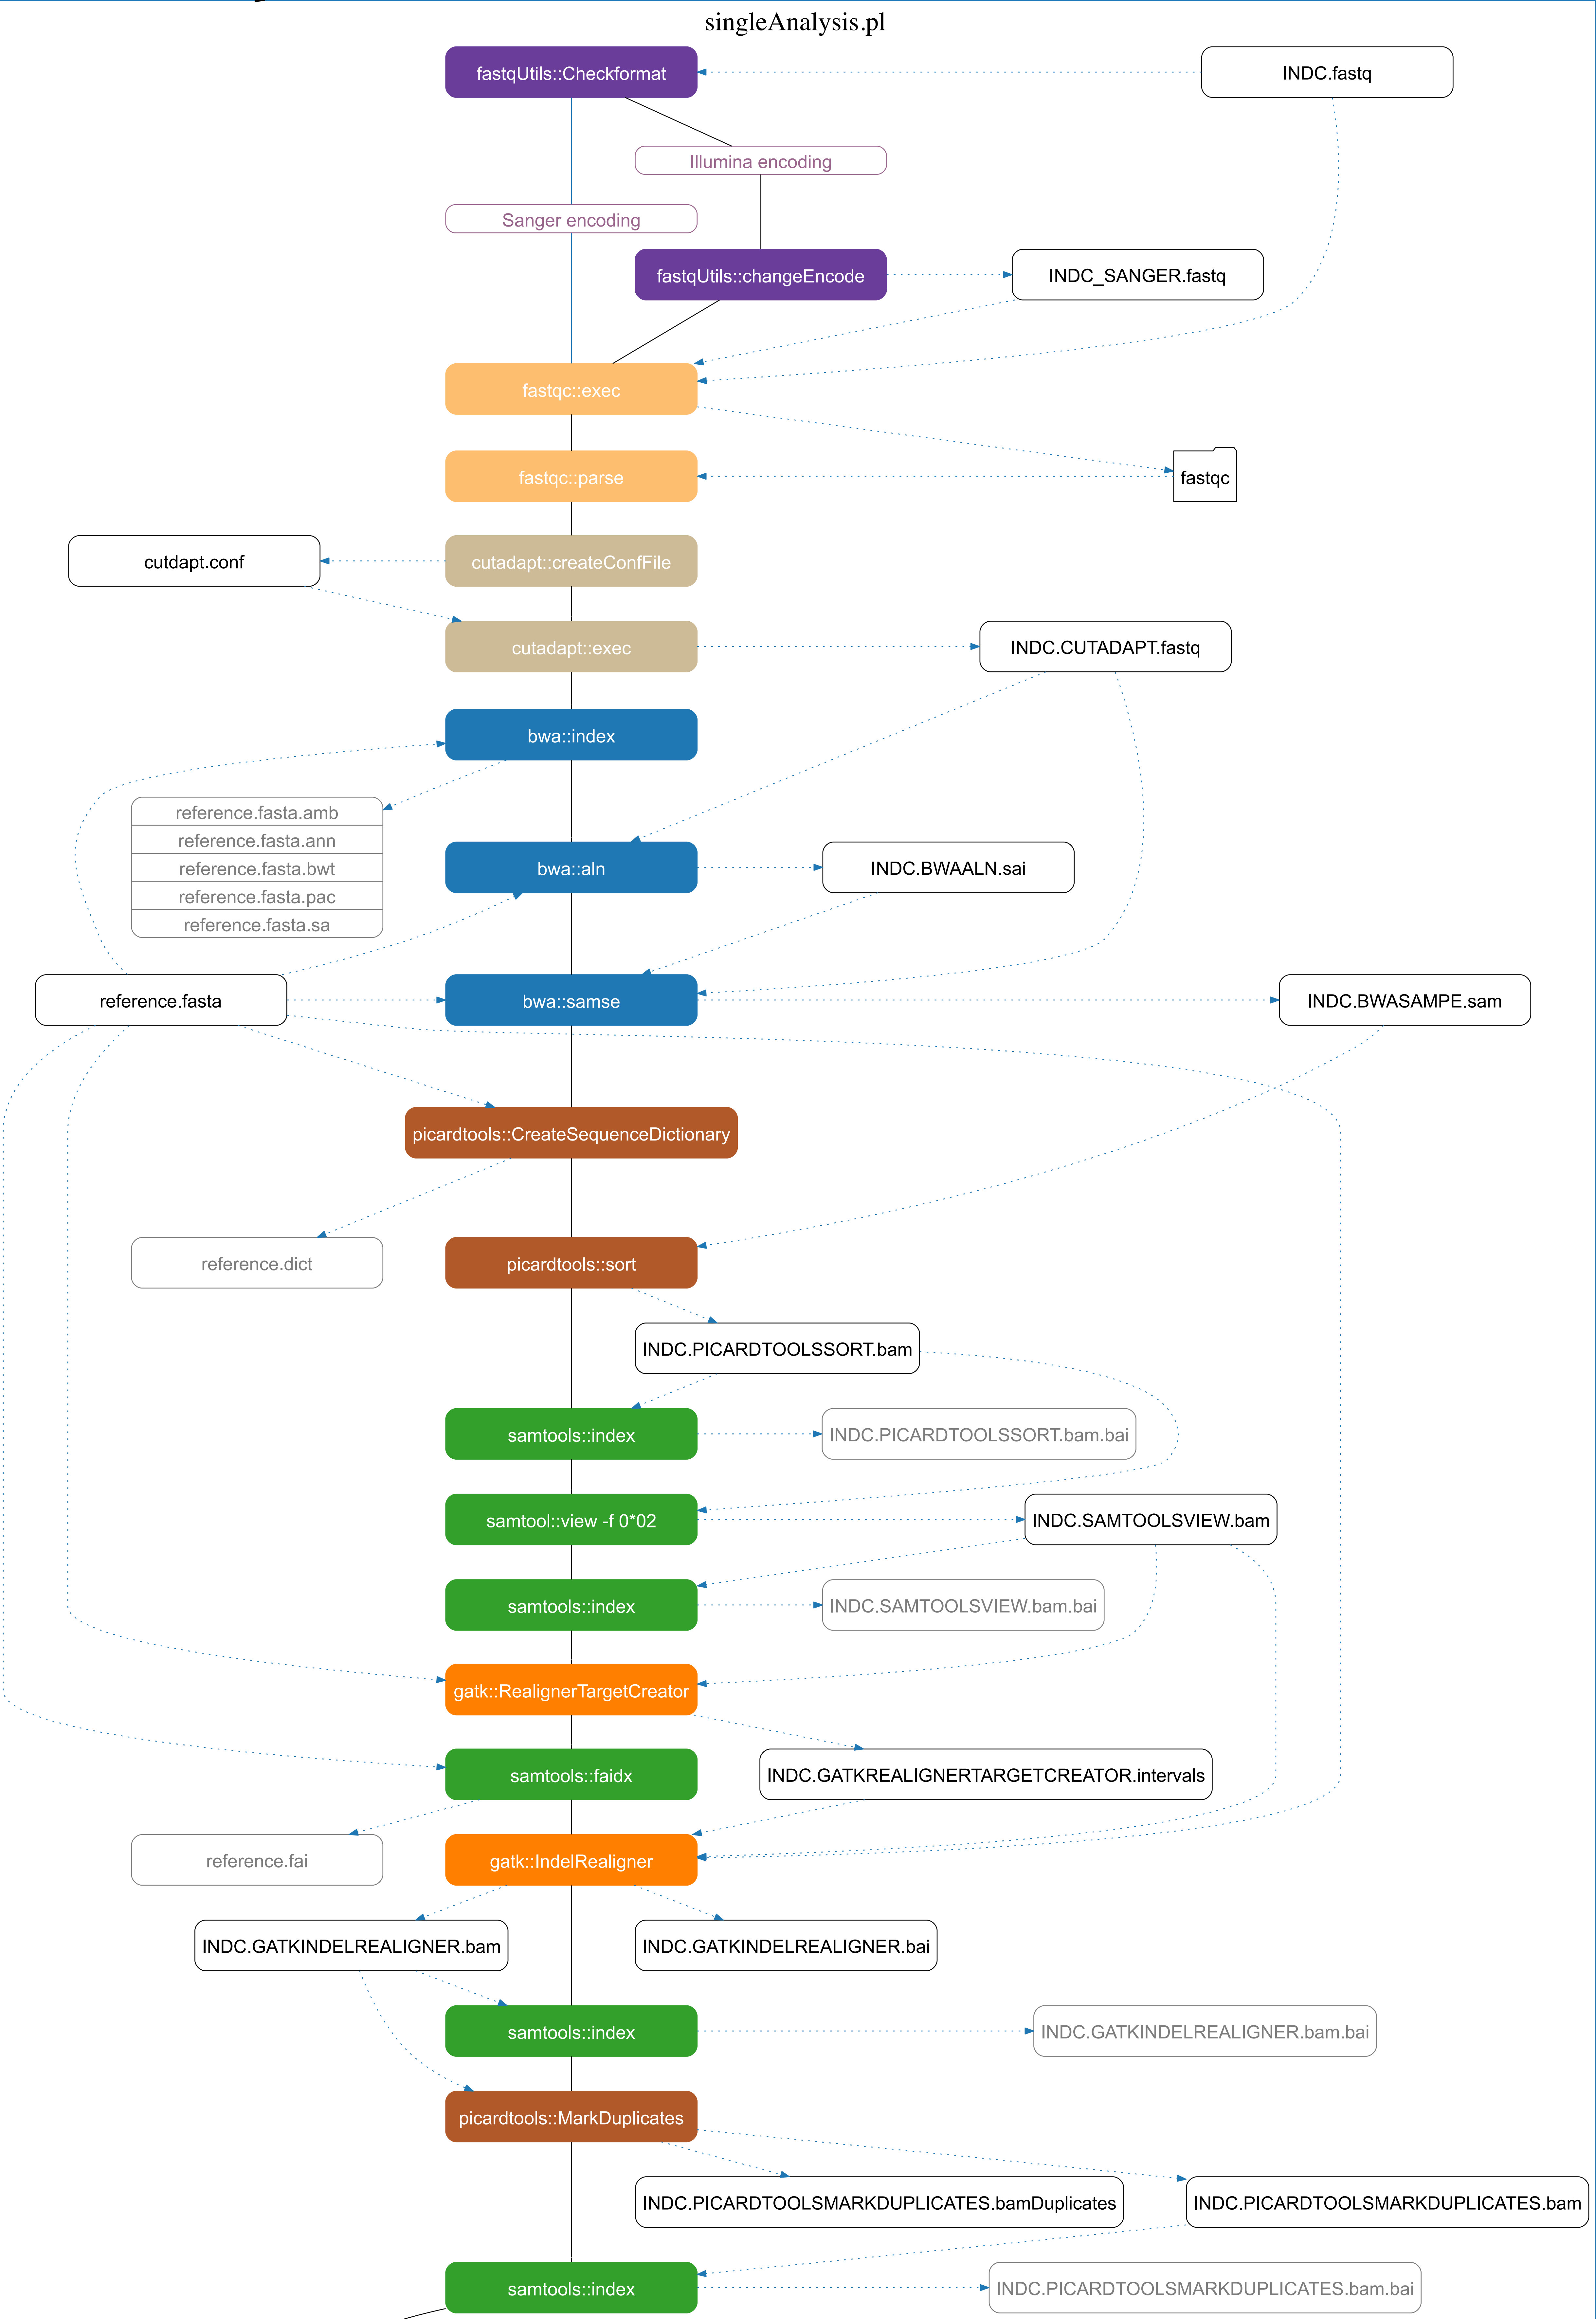 singleAnalysis.pl
fastqUtils::Checkformat
INDC.fastq
Illumina encoding
Sanger encoding
fastqUtils::changeEncode
INDC_SANGER.fastq
fastqc::exec
fastqc::parse
fastqc
cutdapt.conf
cutadapt::createConfFile
cutadapt::exec
INDC.CUTADAPT.fastq
bwa::index
reference.fasta.amb
reference.fasta.ann
reference.fasta.bwt
reference.fasta.pac
reference.fasta.sa
bwa::aln
INDC.BWAALN.sai
reference.fasta
bwa::samse
INDC.BWASAMPE.sam
picardtools::CreateSequenceDictionary
reference.dict
picardtools::sort
INDC.PICARDTOOLSSORT.bam
samtools::index
INDC.PICARDTOOLSSORT.bam.bai
samtool::view -f 0*02
INDC.SAMTOOLSVIEW.bam
samtools::index
INDC.SAMTOOLSVIEW.bam.bai
gatk::RealignerTargetCreator
samtools::faidx
INDC.GATKREALIGNERTARGETCREATOR.intervals
reference.fai
gatk::IndelRealigner
INDC.GATKINDELREALIGNER.bam
INDC.GATKINDELREALIGNER.bai
samtools::index
INDC.GATKINDELREALIGNER.bam.bai
picardtools::MarkDuplicates
INDC.PICARDTOOLSMARKDUPLICATES.bamDuplicates
INDC.PICARDTOOLSMARKDUPLICATES.bam
samtools::index
INDC.PICARDTOOLSMARKDUPLICATES.bam.bai